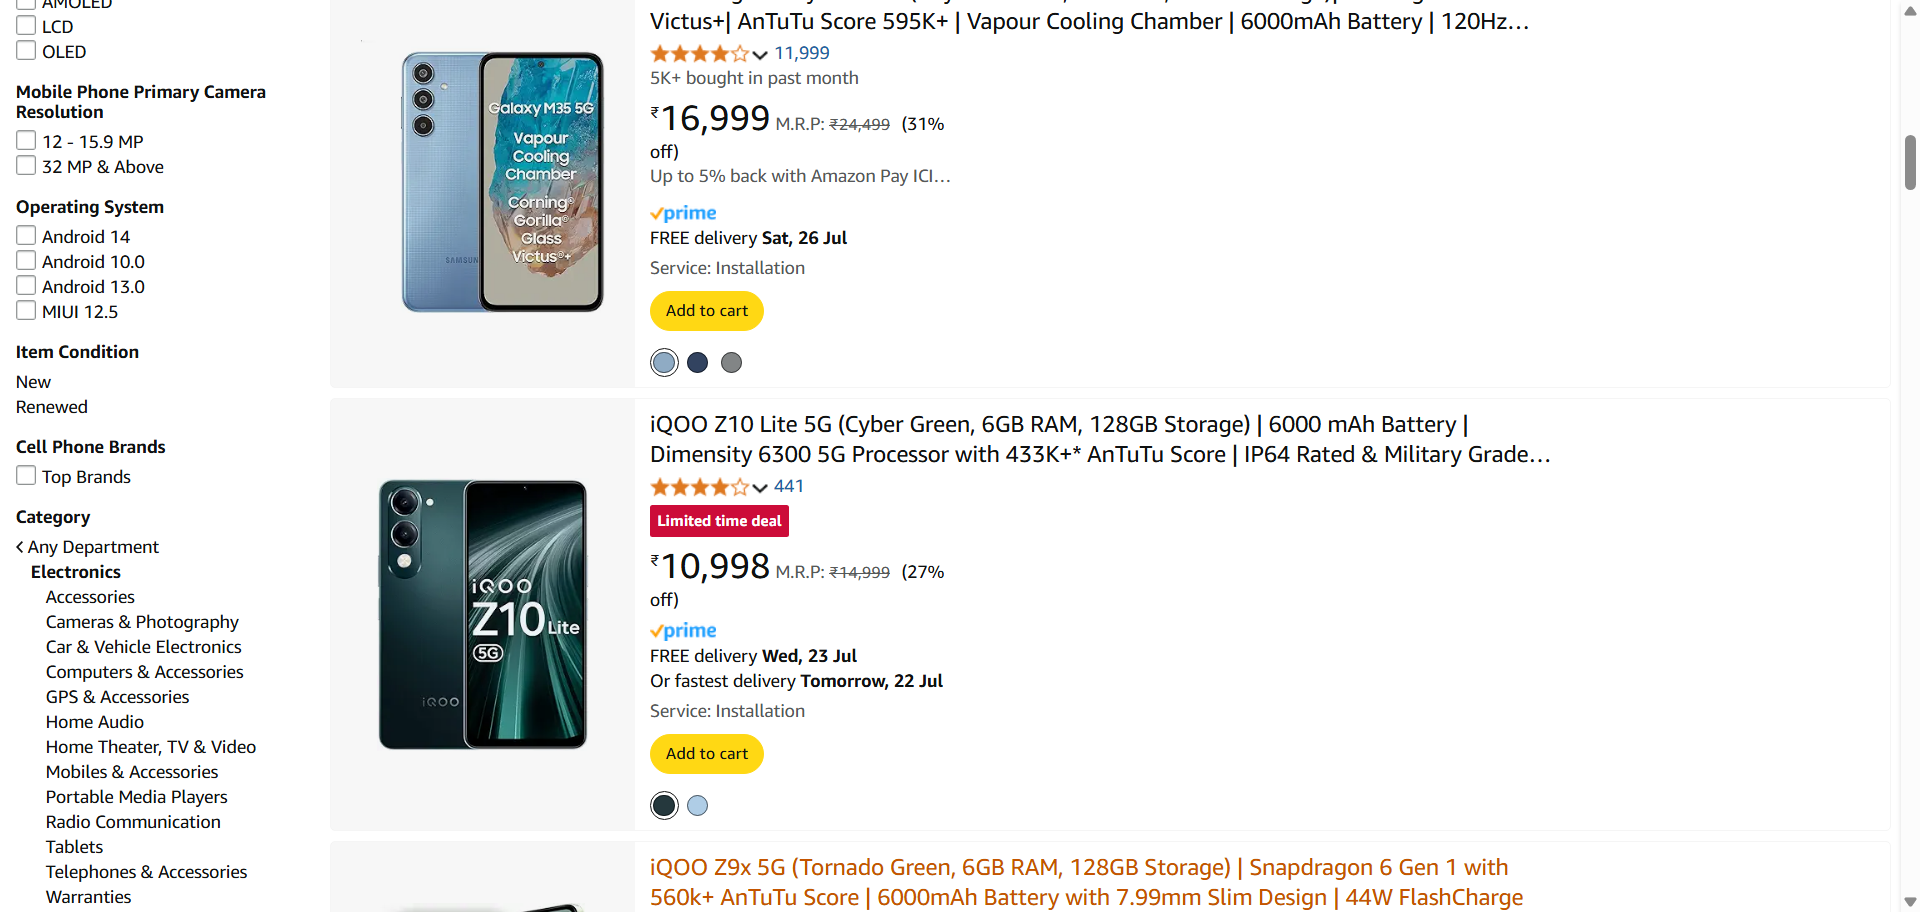 AMOLED
LCD
OLED
Mobile Phone Primary Camera
Resolution
12 - 15.9 MP
32 MP & Above
Operating System
Android 14
Android 10.0
Android 13.0
MIUI 12.5
Item Condition
New
Renewed
Cell Phone Brands
Top Brands
Category
Any Department
Electronics
Accessories
Cameras & Photography
Car & Vehicle Electronics
Computers & Accessories
GPS & Accessories
Home Audio
Home Theater, TV & Video
Mobiles & Accessories
Portable Media Players
Radio Communication
Tablets
Telephones & Accessories
Warranties
Galaxy M35 5G
Vapour
Cooling
Chamber
Corning®
Gorilla®
Glass
Victus®+
SAMSUN
Victus+| AnTuTu Score 595K+ | Vapour Cooling Chamber | 6000mAh Battery | 120Hz…
11,999
5K+ bought in past month
₹16,999 M.R.P: ₹24,499 (31%
off)
Up to 5% back with Amazon Pay ICI…
prime
FREE delivery Sat, 26 Jul
Service: Installation
Add to cart
iQOO
Z10 Lite
5G
iQOO
iQOO Z10 Lite 5G (Cyber Green, 6GB RAM, 128GB Storage) | 6000 mAh Battery |
Dimensity 6300 5G Processor with 433K+* AnTuTu Score | IP64 Rated & Military Grade…
441
Limited time deal
₹10,998 M.R.P: ₹14,999 (27%
off)
prime
FREE delivery Wed, 23 Jul
Or fastest delivery Tomorrow, 22 Jul
Service: Installation
Add to cart
iQOO Z9x 5G (Tornado Green, 6GB RAM, 128GB Storage) | Snapdragon 6 Gen 1 with
560k+ AnTuTu Score | 6000mAh Battery with 7.99mm Slim Design | 44W FlashCharge